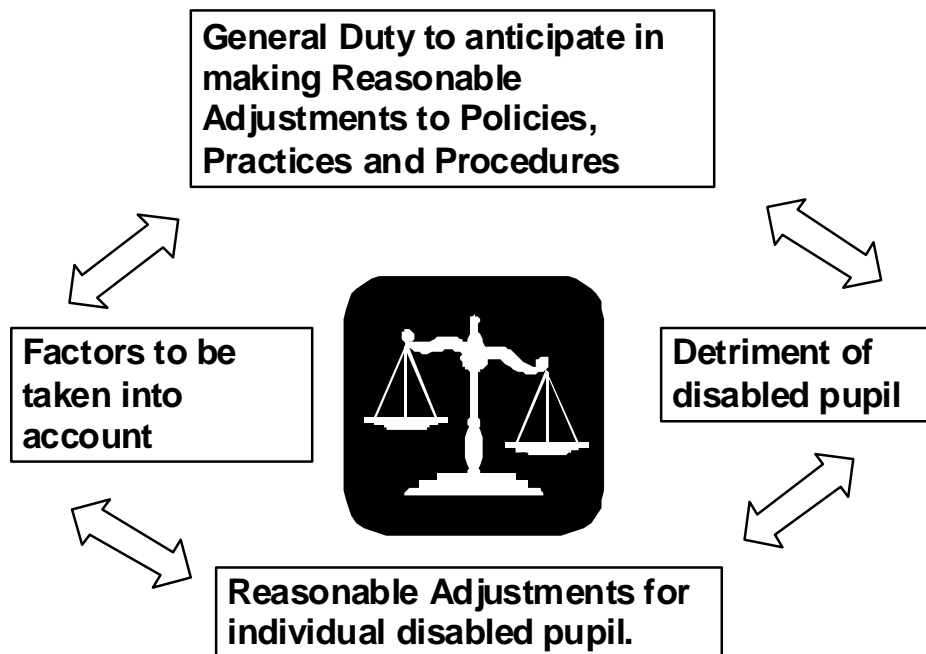 General Duty to anticipate in
making Reasonable
Adjustments to Policies,
Practices and Procedures
Factors to be
taken into
account
Detriment of
disabled pupil
Reasonable Adjustments for
individual disabled pupil.